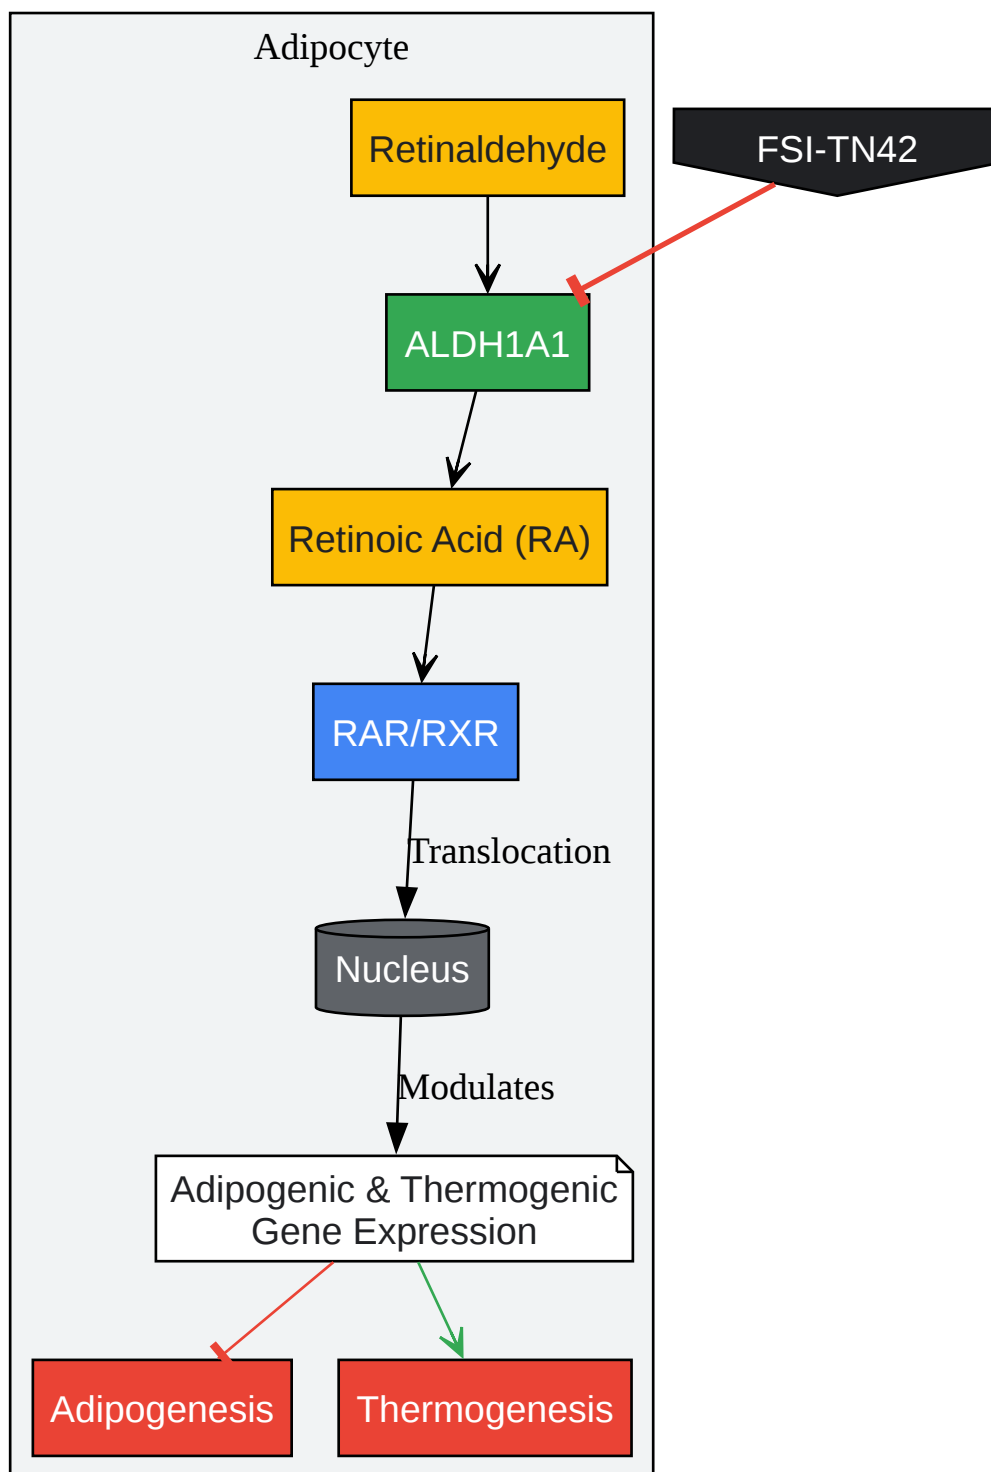 Adipocyte
Retinaldehyde
FSI-TN42
ALDH1A1
Retinoic Acid (RA)
RAR/RXR
Translocation
Nucleus
Modulates
Adipogenic & Thermogenic
Gene Expression
Adipogenesis
Thermogenesis